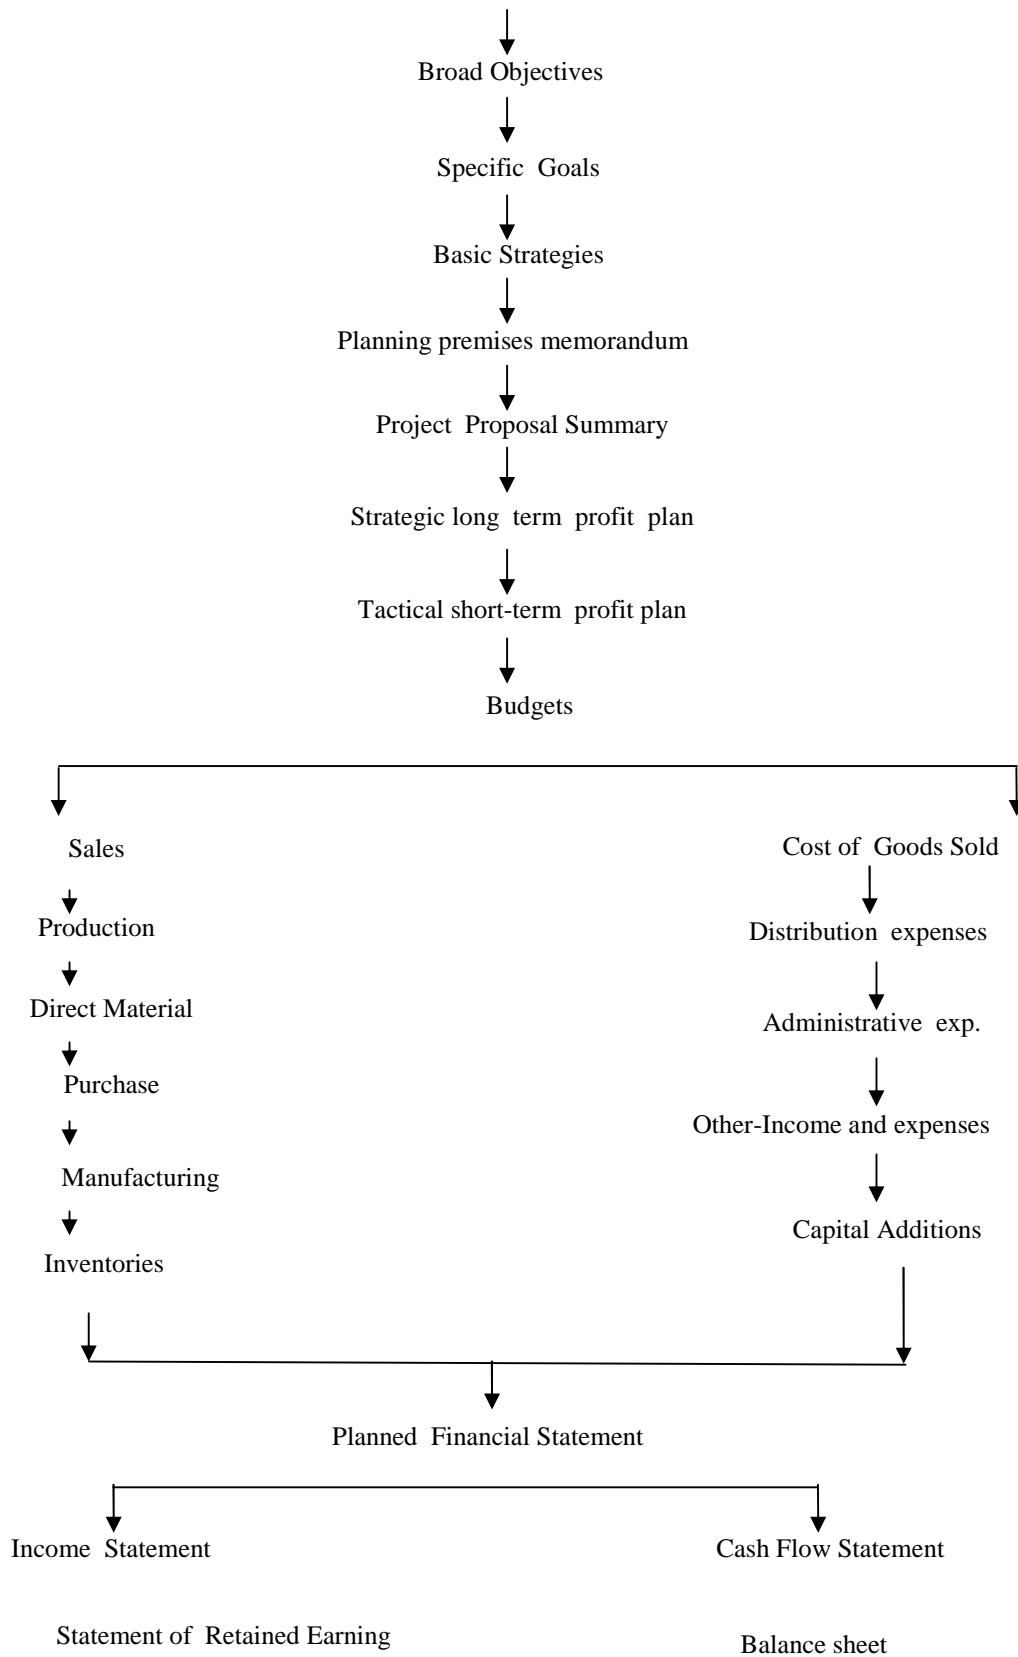 Broad Objectives
Specific Goals
Basic Strategies
Planning premises memorandum
Project Proposal Summary
Strategic long term profit plan
Tactical short-term profit plan
Budgets
Sales
Production
Direct Material
Purchase
Manufacturing
Inventories
Cost of Goods Sold
Distribution expenses
Administrative exp.
Other-Income and expenses
Capital Additions
Planned Financial Statement
Income Statement
Cash Flow Statement
Statement of Retained Earning
Balance sheet